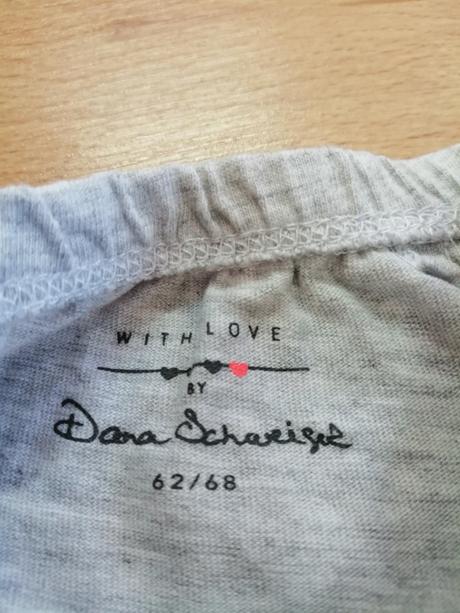 WITH LOVE
BY
Dana Schweiger
62/68